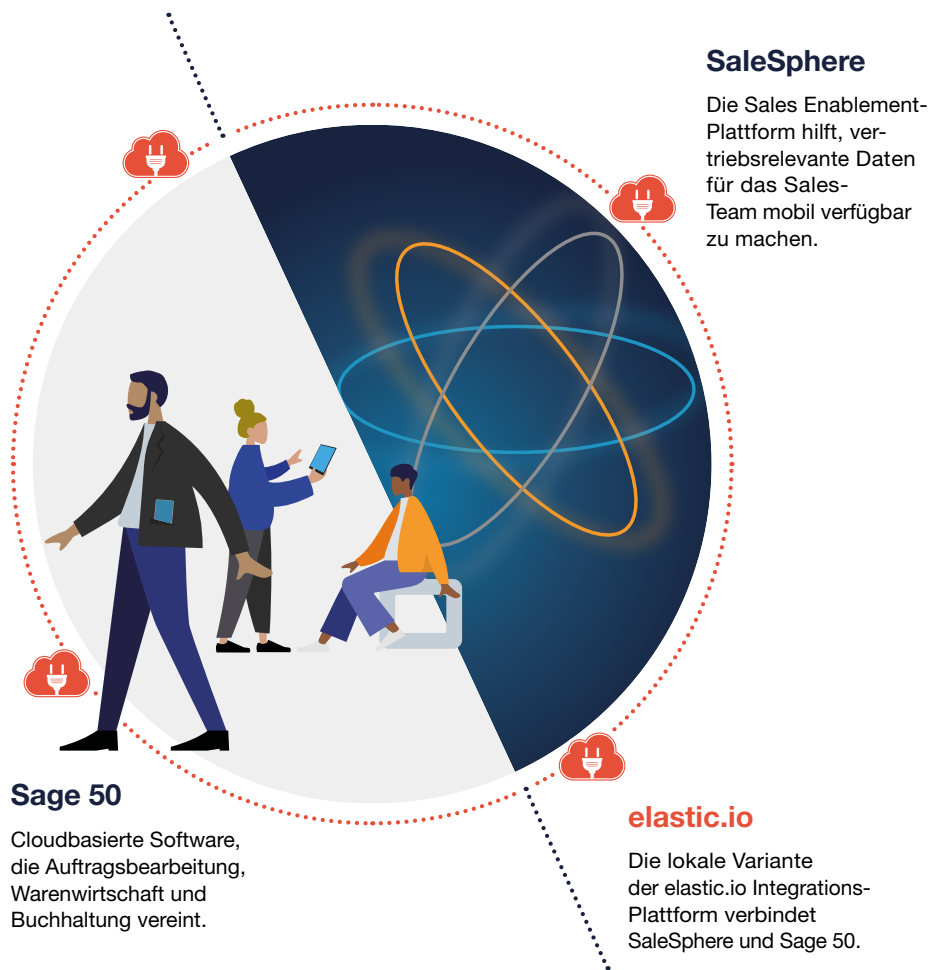 SaleSphere
Die Sales Enablement-
Plattform hilft, ver-
triebsrelevante Daten
für das Sales-
Team mobil verfügbar
zu machen.
Sage 50
Cloudbasierte Software,
die Auftragsbearbeitung,
Warenwirtschaft und
Buchhaltung vereint.
elastic.io
Die lokale Variante
der elastic.io Integrations-
Plattform verbindet
SaleSphere und Sage 50.